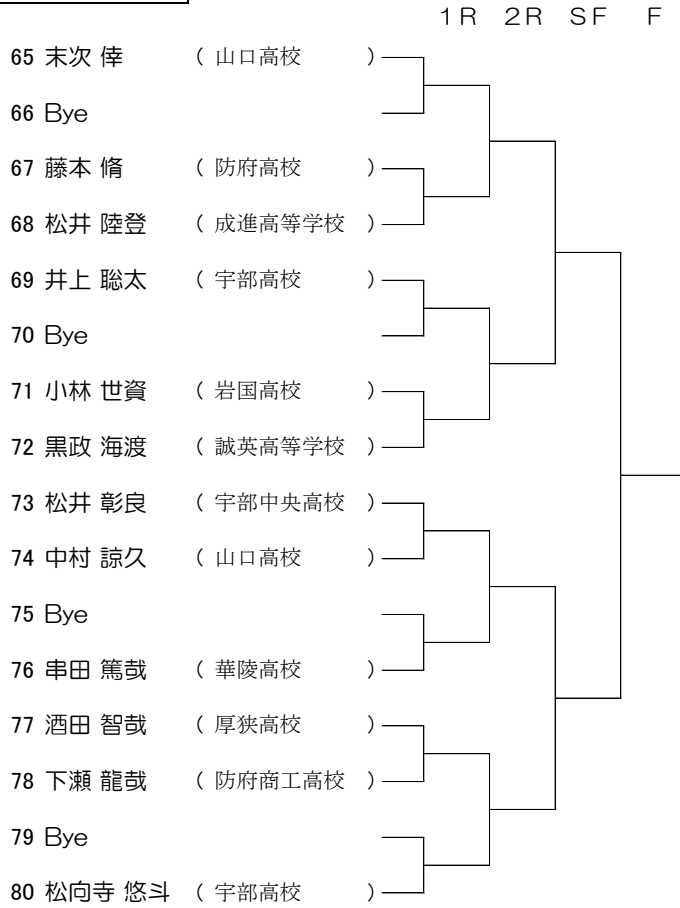 １Ｒ ２Ｒ ＳＦ Ｆ
65 末次 倖 ( 山口高校 )
66 Bye
67 藤本 脩 ( 防府高校 )
68 松井 陸登 ( 成進高等学校 )
69 井上 聡太 ( 宇部高校 )
70 Bye
71 小林 世資 ( 岩国高校 )
72 黒政 海渡 ( 誠英高等学校 )
73 松井 彰良 ( 宇部中央高校 )
74 中村 諒久 ( 山口高校 )
75 Bye
76 串田 篤哉 ( 華陵高校 )
77 酒田 智哉 ( 厚狭高校 )
78 下瀬 龍哉 ( 防府商工高校 )
79 Bye
80 松向寺 悠斗 ( 宇部高校 )